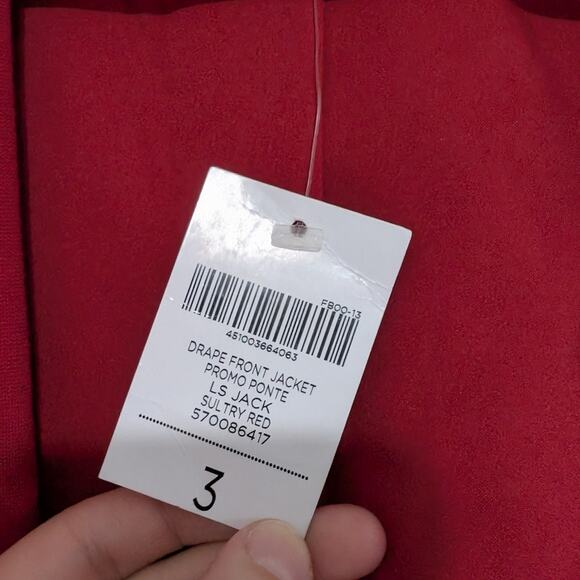 FB00-13
451003664063
DRAPE FRONT JACKET
PROMO PONTE
LS JACK
SULTRY RED
570086417
3